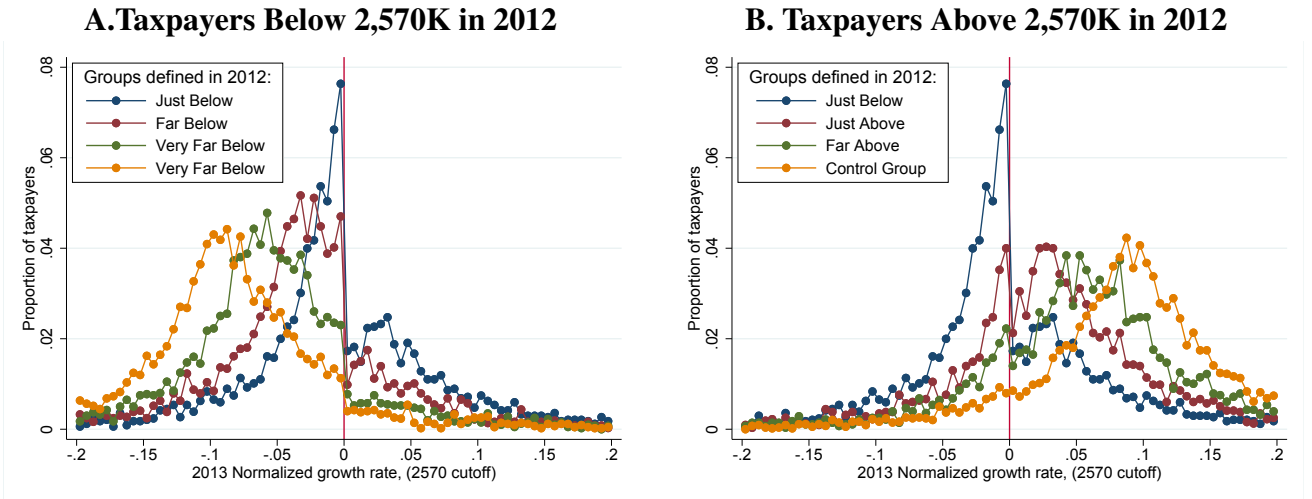 A.Taxpayers Below 2,570K in 2012
.08
.06
.04
.02
0
Proportion of taxpayers
Groups defined in 2012:
Just Below
Far Below
Very Far Below
Very Far Below
-.2 -.15 -.1 -.05 0 .05 .1 .15 .2
2013 Normalized growth rate, (2570 cutoff)
B. Taxpayers Above 2,570K in 2012
.08
.06
.04
.02
0
Proportion of taxpayers
Groups defined in 2012:
Just Below
Just Above
Far Above
Control Group
-.2 -.15 -.1 -.05 0 .05 .1 .15 .2
2013 Normalized growth rate, (2570 cutoff)